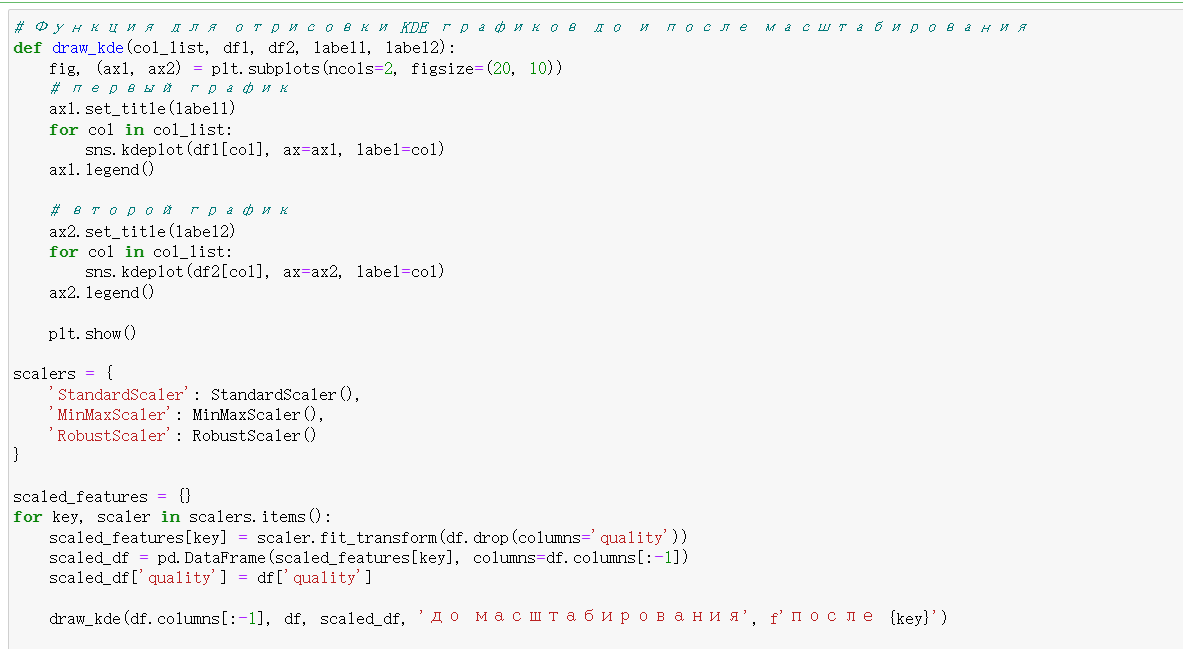 # Функция для отрисовки KDE графиков до и после масштабирования
def draw_kde(col_list, df1, df2, label1, label2):
    fig, (ax1, ax2) = plt.subplots(ncols=2, figsize=(20, 10))
    # первый график
    ax1.set_title(label1)
    for col in col_list:
        sns.kdeplot(df1[col], ax=ax1, label=col)
    ax1.legend()

    # второй график
    ax2.set_title(label2)
    for col in col_list:
        sns.kdeplot(df2[col], ax=ax2, label=col)
    ax2.legend()

    plt.show()

scalers = {
    'StandardScaler': StandardScaler(),
    'MinMaxScaler': MinMaxScaler(),
    'RobustScaler': RobustScaler()
}

scaled_features = {}
for key, scaler in scalers.items():
    scaled_features[key] = scaler.fit_transform(df.drop(columns='quality'))
    scaled_df = pd.DataFrame(scaled_features[key], columns=df.columns[:-1])
    scaled_df['quality'] = df['quality']

    draw_kde(df.columns[:-1], df, scaled_df, 'до масштабирования', f'после {key}')